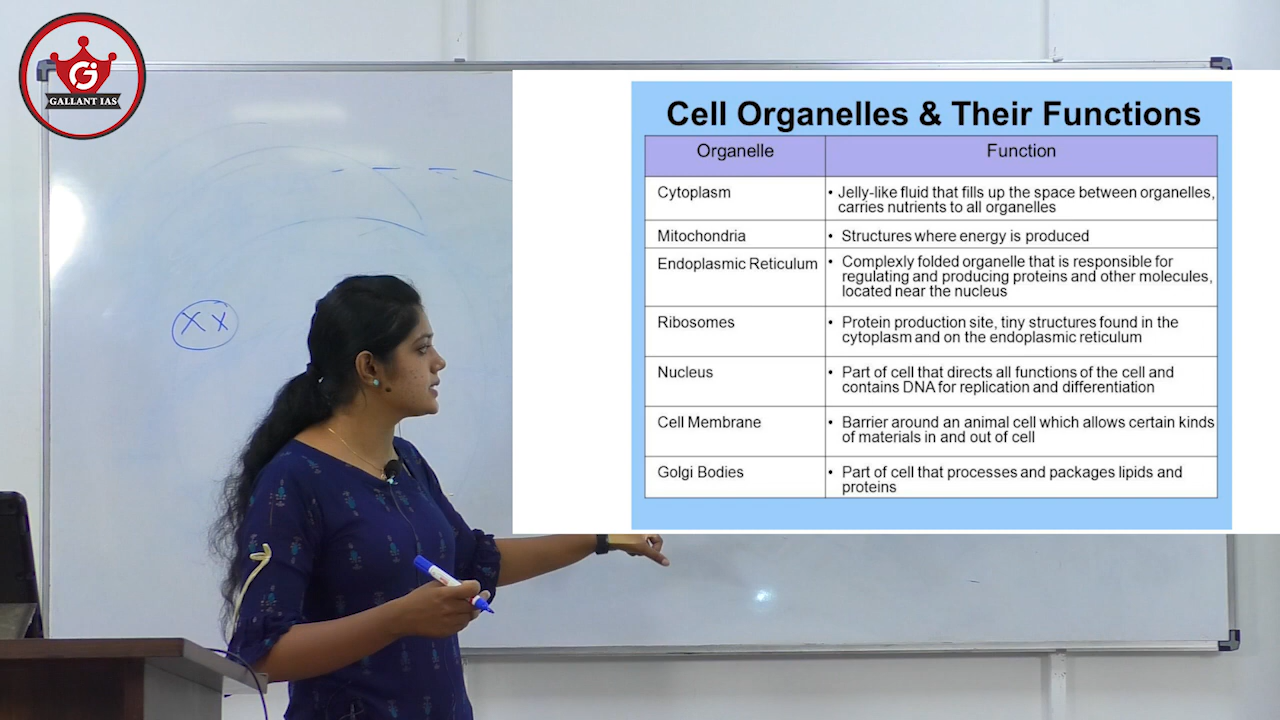 Gi
GALLANT IAS
XX
Cell Organelles & Their Functions
Organelle
Function
Cytoplasm
• Jelly-like fluid that fills up the space between organelles,
carries nutrients to all organelles
Mitochondria
• Structures where energy is produced
Endoplasmic Reticulum
• Complexly folded organelle that is responsible for
regulating and producing proteins and other molecules,
located near the nucleus
Ribosomes
• Protein production site, tiny structures found in the
cytoplasm and on the endoplasmic reticulum
Nucleus
• Part of cell that directs all functions of the cell and
contains DNA for replication and differentiation
Cell Membrane
• Barrier around an animal cell which allows certain kinds
of materials in and out of cell
Golgi Bodies
• Part of cell that processes and packages lipids and
proteins